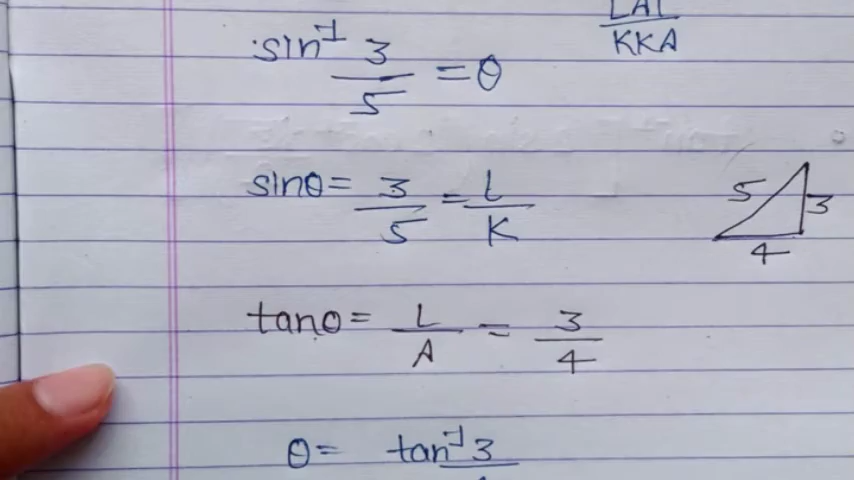 LAL
KKA
sin⁻¹ 3/5 = θ
sinθ = 3/5 = L/K
5 3
4
tanθ = L/A = 3/4
θ = tan⁻¹ 3